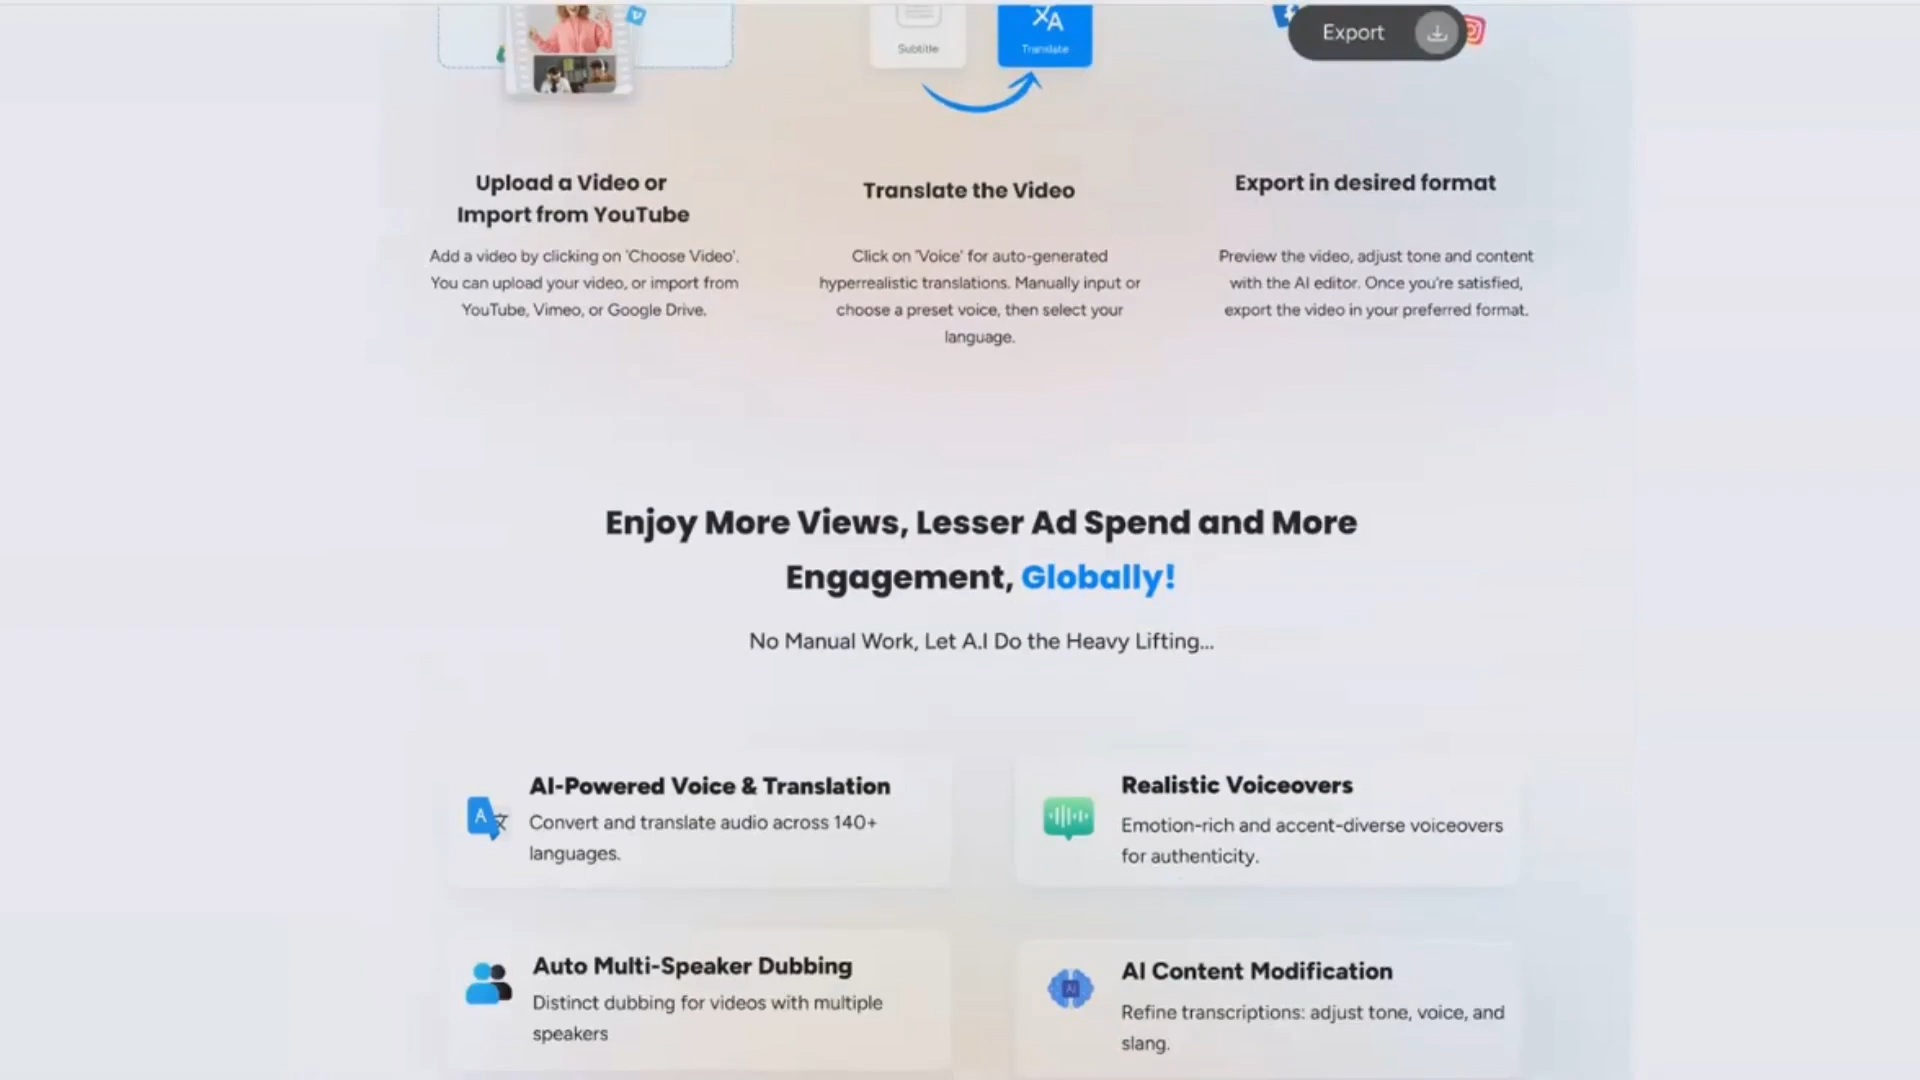 Subtitle
Translate
Export
Upload a Video or
Import from YouTube
Add a video by clicking on 'Choose Video'.
You can upload your video, or import from
YouTube, Vimeo, or Google Drive.
Translate the Video
Click on 'Voice' for auto-generated
hyperrealistic translations. Manually input or
choose a preset voice, then select your
language.
Export in desired format
Preview the video, adjust tone and content
with the AI editor. Once you're satisfied,
export the video in your preferred format.
Enjoy More Views, Lesser Ad Spend and More
Engagement, Globally!
No Manual Work, Let A.I Do the Heavy Lifting...
AI-Powered Voice & Translation
Convert and translate audio across 140+
languages.
Realistic Voiceovers
Emotion-rich and accent-diverse voiceovers
for authenticity.
Auto Multi-Speaker Dubbing
Distinct dubbing for videos with multiple
speakers
AI
AI Content Modification
Refine transcriptions: adjust tone, voice, and
slang.